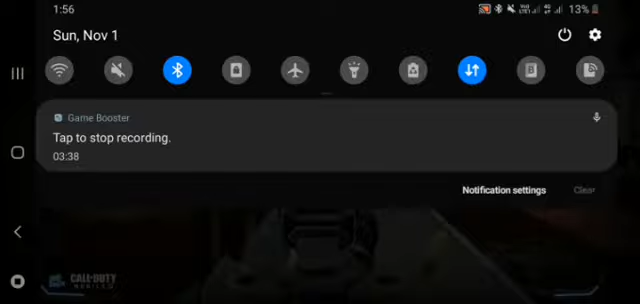 1:56
13%
Sun, Nov 1
Game Booster
Tap to stop recording.
03:38
Notification settings
Clear
CALL·DUTY
MOBILE